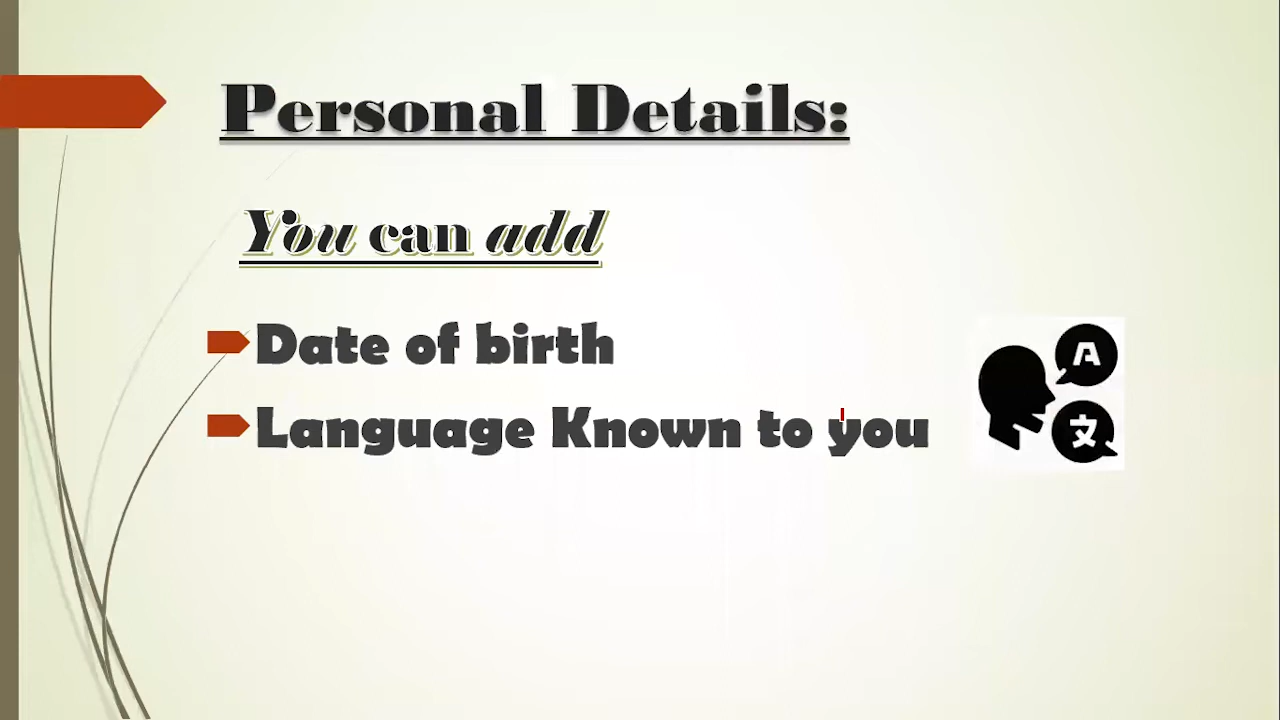 Personal Details:
You can add
Date of birth
Language Known to you
A
文